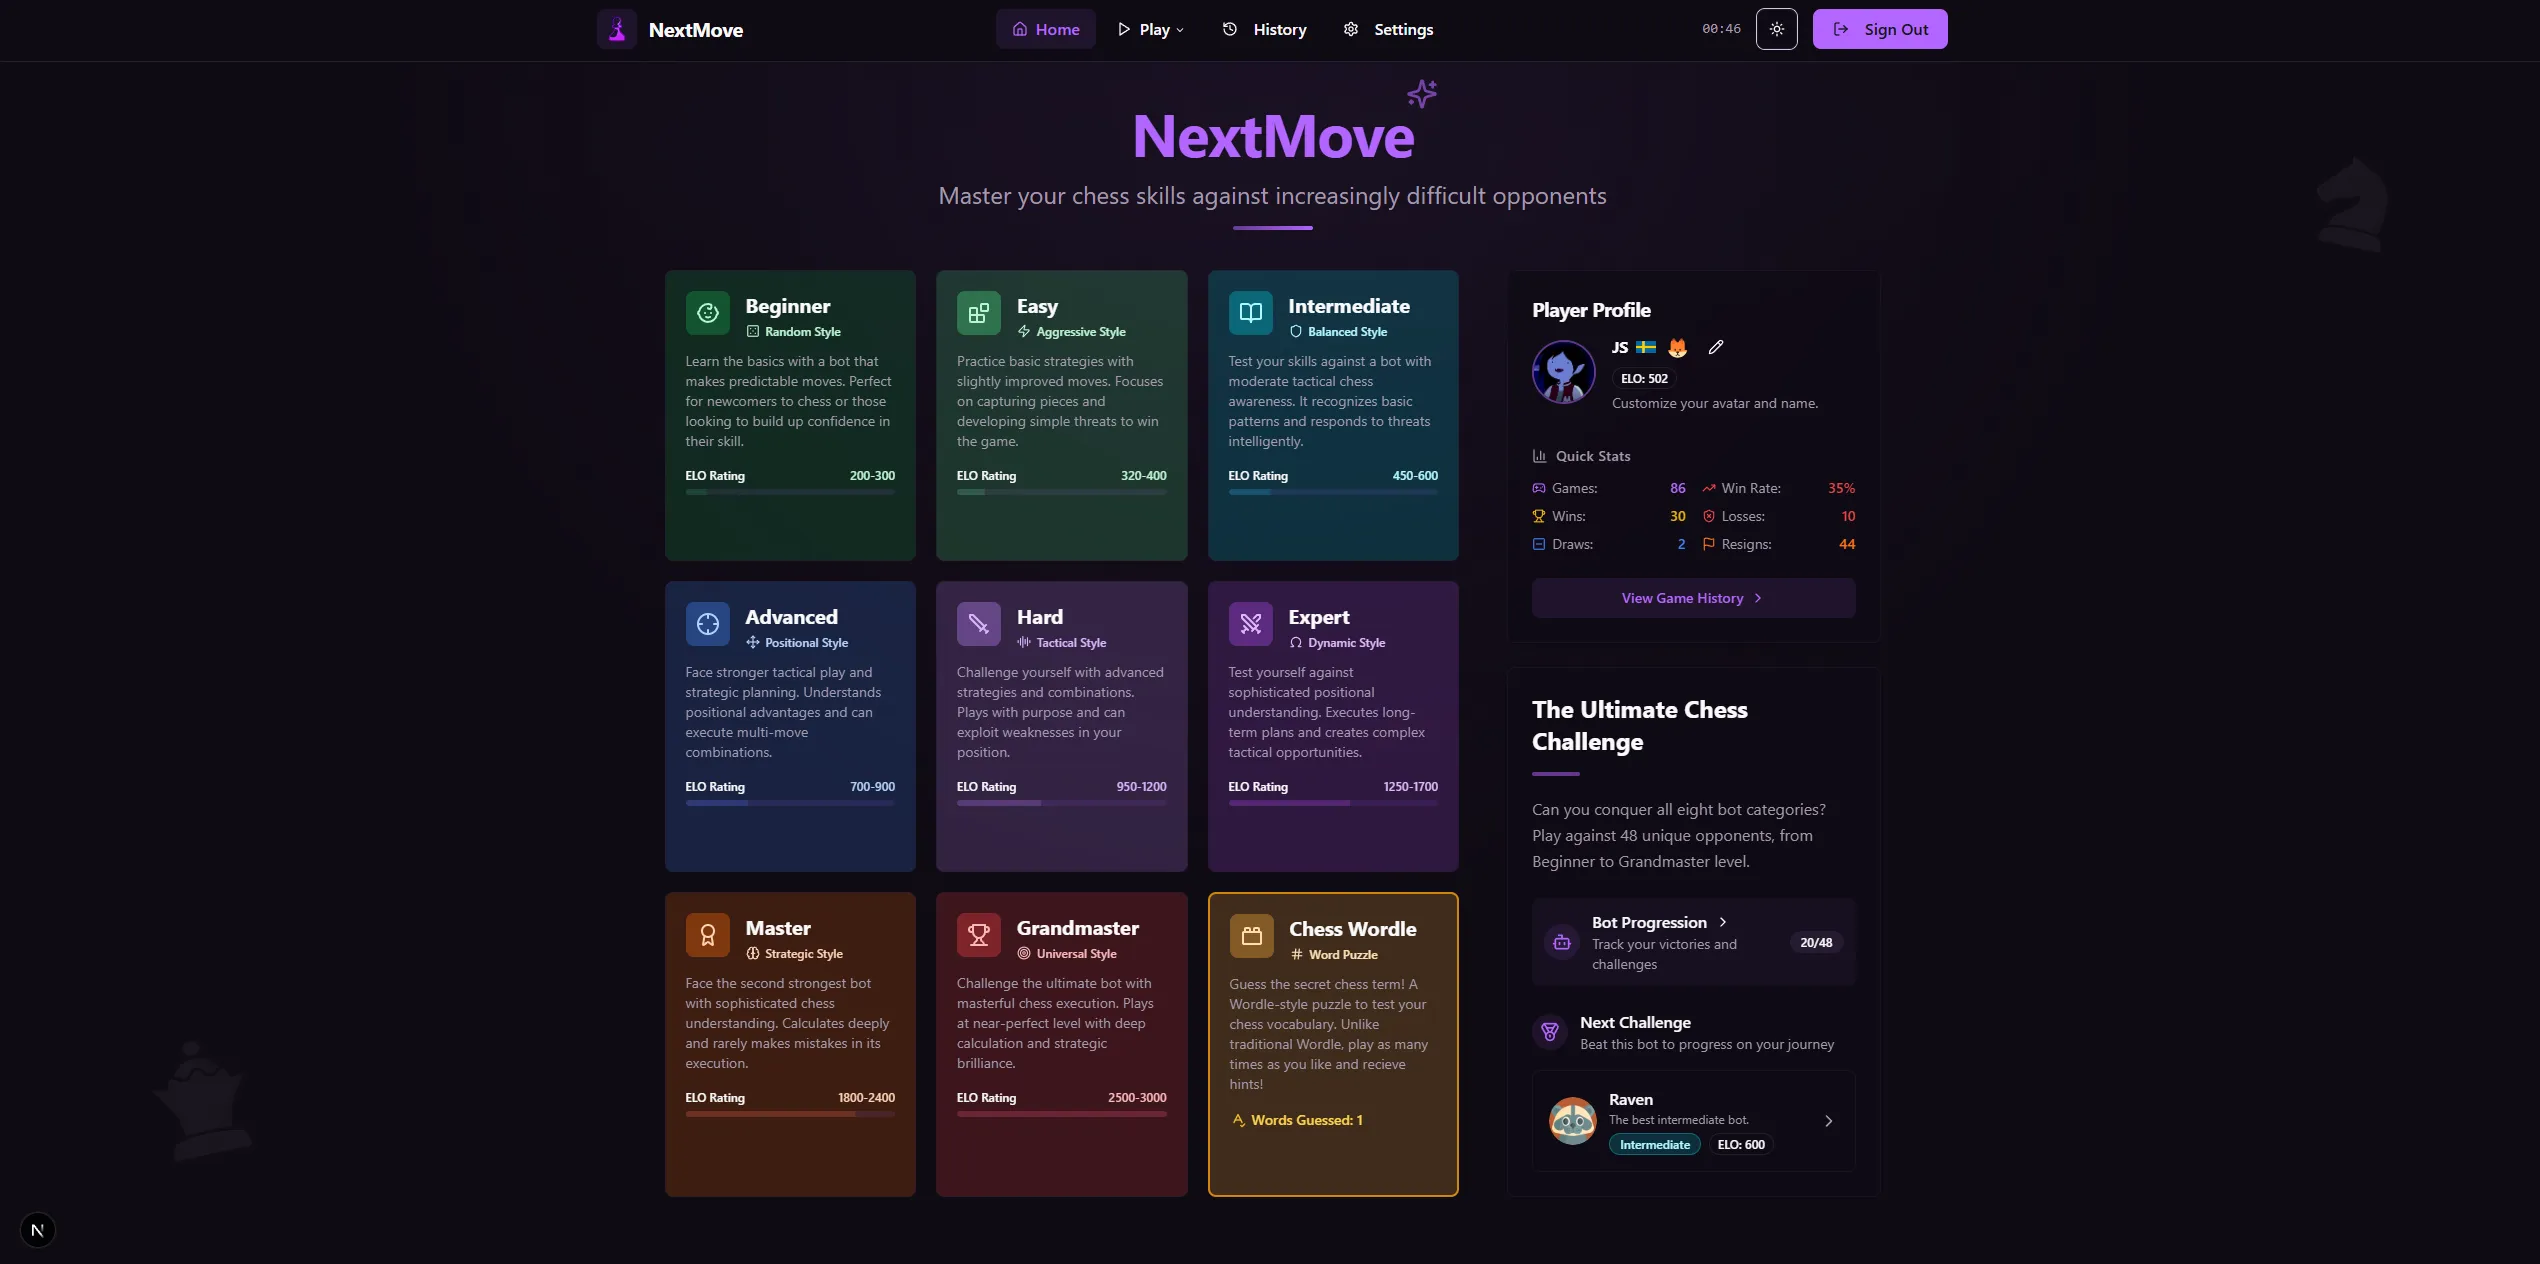 NextMove
Home
Play
History
Settings
00:46
Sign Out
NextMove
Master your chess skills against increasingly difficult opponents
Beginner
Random Style
Learn the basics with a bot that
makes predictable moves. Perfect
for newcomers to chess or those
looking to build up confidence in
their skill.
ELO Rating 200-300
Easy
Aggressive Style
Practice basic strategies with
slightly improved moves. Focuses
on capturing pieces and
developing simple threats to win
the game.
ELO Rating 320-400
Intermediate
Balanced Style
Test your skills against a bot with
moderate tactical chess
awareness. It recognizes basic
patterns and responds to threats
intelligently.
ELO Rating 450-600
Advanced
Positional Style
Face stronger tactical play and
strategic planning. Understands
positional advantages and can
execute multi-move
combinations.
ELO Rating 700-900
Hard
Tactical Style
Challenge yourself with advanced
strategies and combinations.
Plays with purpose and can
exploit weaknesses in your
position.
ELO Rating 950-1200
Expert
Dynamic Style
Test yourself against
sophisticated positional
understanding. Executes long-
term plans and creates complex
tactical opportunities.
ELO Rating 1250-1700
Master
Strategic Style
Face the second strongest bot
with sophisticated chess
understanding. Calculates deeply
and rarely makes mistakes in its
execution.
ELO Rating 1800-2400
Grandmaster
Universal Style
Challenge the ultimate bot with
masterful chess execution. Plays
at near-perfect level with deep
calculation and strategic
brilliance.
ELO Rating 2500-3000
Chess Wordle
Word Puzzle
Guess the secret chess term! A
Wordle-style puzzle to test your
chess vocabulary. Unlike
traditional Wordle, play as many
times as you like and recieve
hints!
Words Guessed: 1
Player Profile
JS
ELO: 502
Customize your avatar and name.
Quick Stats
Games: 86 Win Rate: 35%
Wins: 30 Losses: 10
Draws: 2 Resigns: 44
View Game History
The Ultimate Chess
Challenge
Can you conquer all eight bot categories?
Play against 48 unique opponents, from
Beginner to Grandmaster level.
Bot Progression
Track your victories and
challenges
20/48
Next Challenge
Beat this bot to progress on your journey
Raven
The best intermediate bot.
Intermediate ELO: 600
N